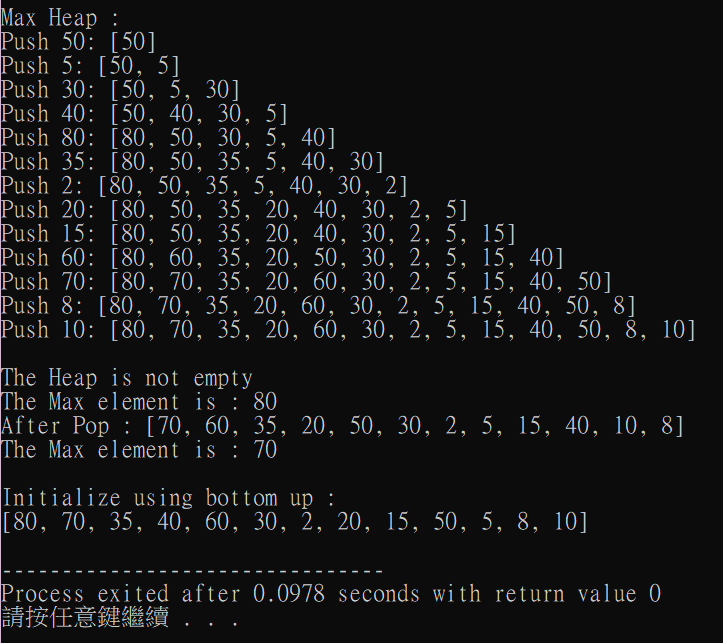 Max Heap :
Push 50: [50]
Push 5: [50, 5]
Push 30: [50, 5, 30]
Push 40: [50, 40, 30, 5]
Push 80: [80, 50, 30, 5, 40]
Push 35: [80, 50, 35, 5, 40, 30]
Push 2: [80, 50, 35, 5, 40, 30, 2]
Push 20: [80, 50, 35, 20, 40, 30, 2, 5]
Push 15: [80, 50, 35, 20, 40, 30, 2, 5, 15]
Push 60: [80, 60, 35, 20, 50, 30, 2, 5, 15, 40]
Push 70: [80, 70, 35, 20, 60, 30, 2, 5, 15, 40, 50]
Push 8: [80, 70, 35, 20, 60, 30, 2, 5, 15, 40, 50, 8]
Push 10: [80, 70, 35, 20, 60, 30, 2, 5, 15, 40, 50, 8, 10]
The Heap is not empty
The Max element is : 80
After Pop : [70, 60, 35, 20, 50, 30, 2, 5, 15, 40, 10, 8]
The Max element is : 70
Initialize using bottom up :
[80, 70, 35, 40, 60, 30, 2, 20, 15, 50, 5, 8, 10]
--------------------------------
Process exited after 0.0978 seconds with return value 0
請按任意鍵繼續 . . .